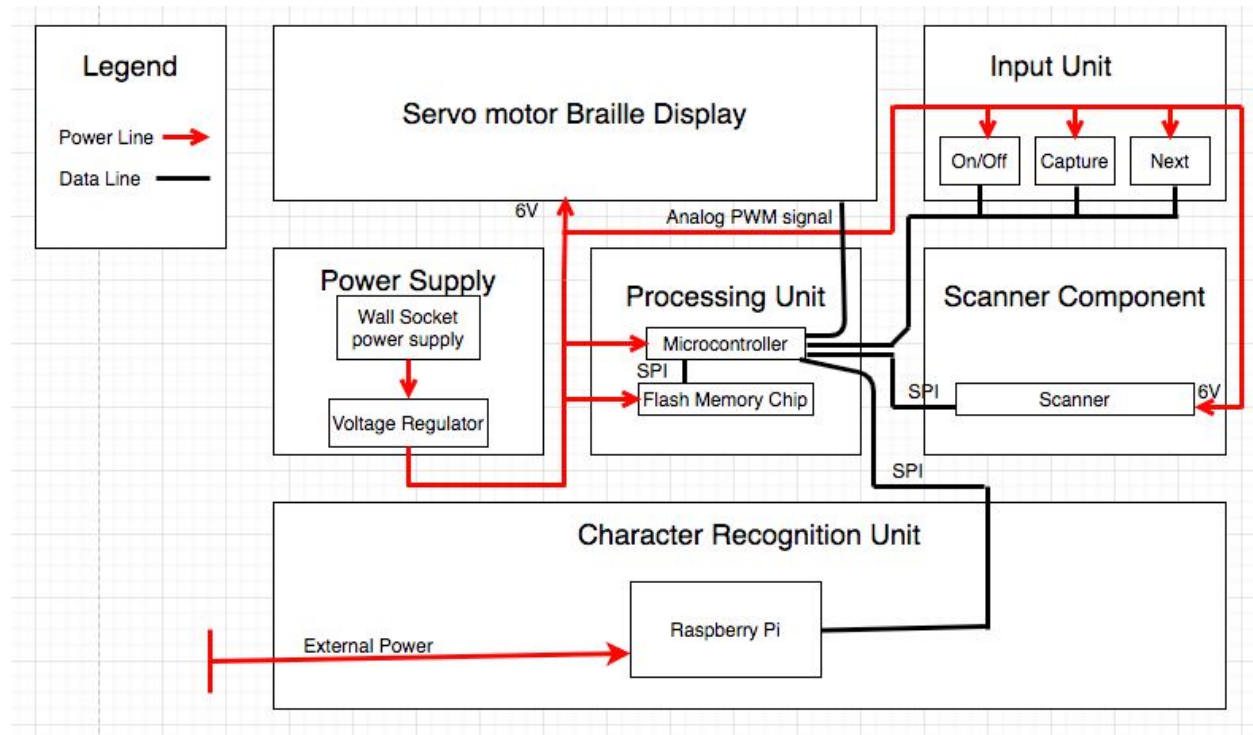 Legend
Power Line
Data Line
Servo motor Braille Display
Input Unit
On/Off
Capture
Next
6V
Analog PWM signal
Power Supply
Wall Socket
power supply
Voltage Regulator
Processing Unit
Microcontroller
SPI
Flash Memory Chip
Scanner Component
SPI
Scanner
6V
SPI
Character Recognition Unit
Raspberry Pi
External Power